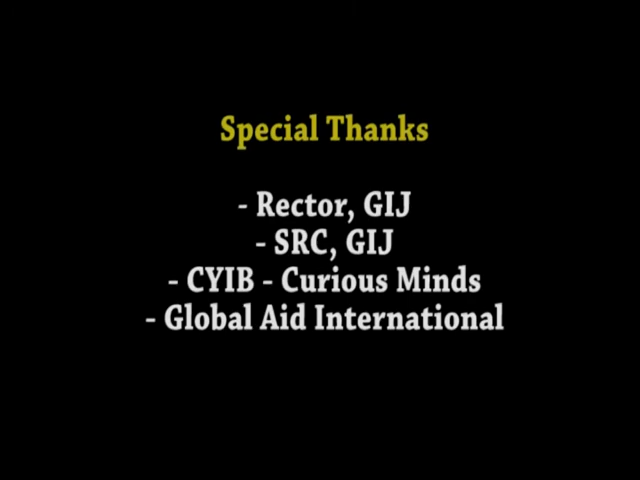 Special Thanks
- Rector, GIJ
- SRC, GIJ
- CYIB - Curious Minds
- Global Aid International